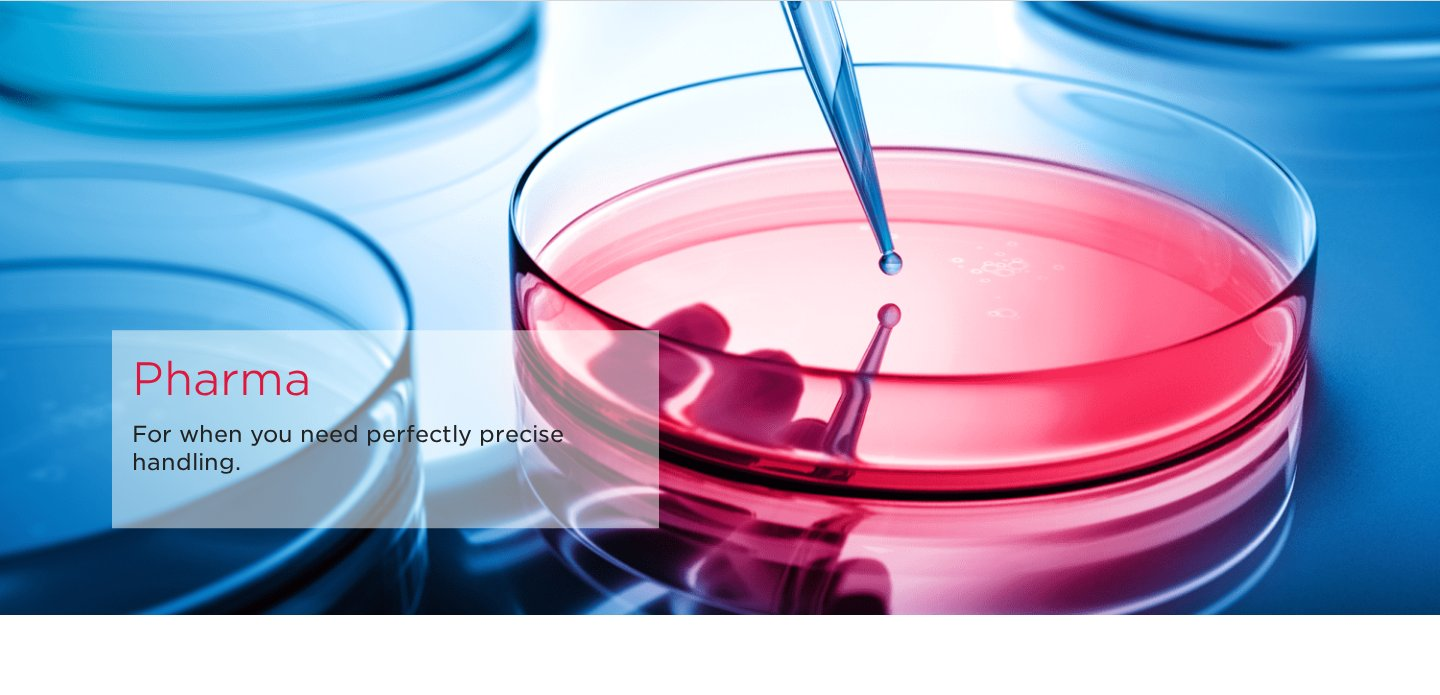 Pharma
For when you need perfectly precise
handling.